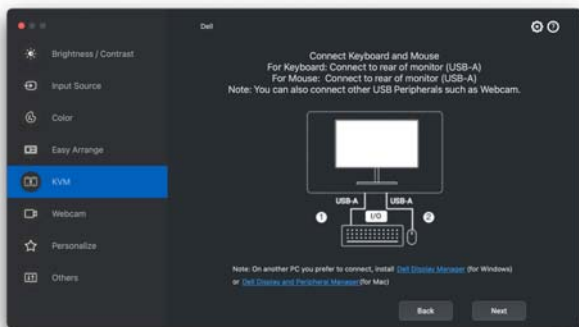 Dell
Brightness / Contrast
Input Source
Color
Easy Arrange
KVM
Webcam
Personalize
Others
Connect Keyboard and Mouse
For Keyboard: Connect to rear of monitor (USB-A)
For Mouse: Connect to rear of monitor (USB-A)
Note: You can also connect other USB Peripherals such as Webcam.
USB-A USB-A
1 I/O 2
Note: On another PC you prefer to connect, install Dell Display Manager (for Windows)
or Dell Display and Peripheral Manager(for Mac)
Back Next